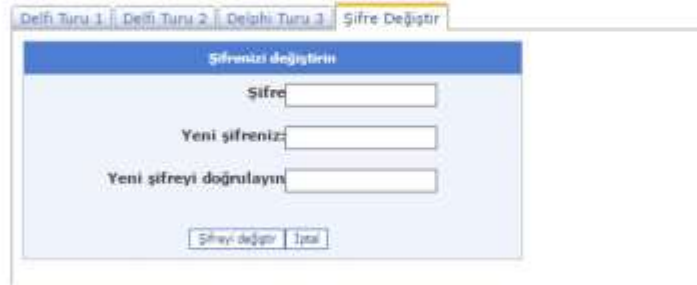 Delfi Turu 1 Delfi Turu 2 Delphi Turu 3 Şifre Değiştir
Şifrenizi değiştirin
Şifre
Yeni şifreniz:
Yeni şifreyi doğrulayın
Şifreyi değiştir İptal